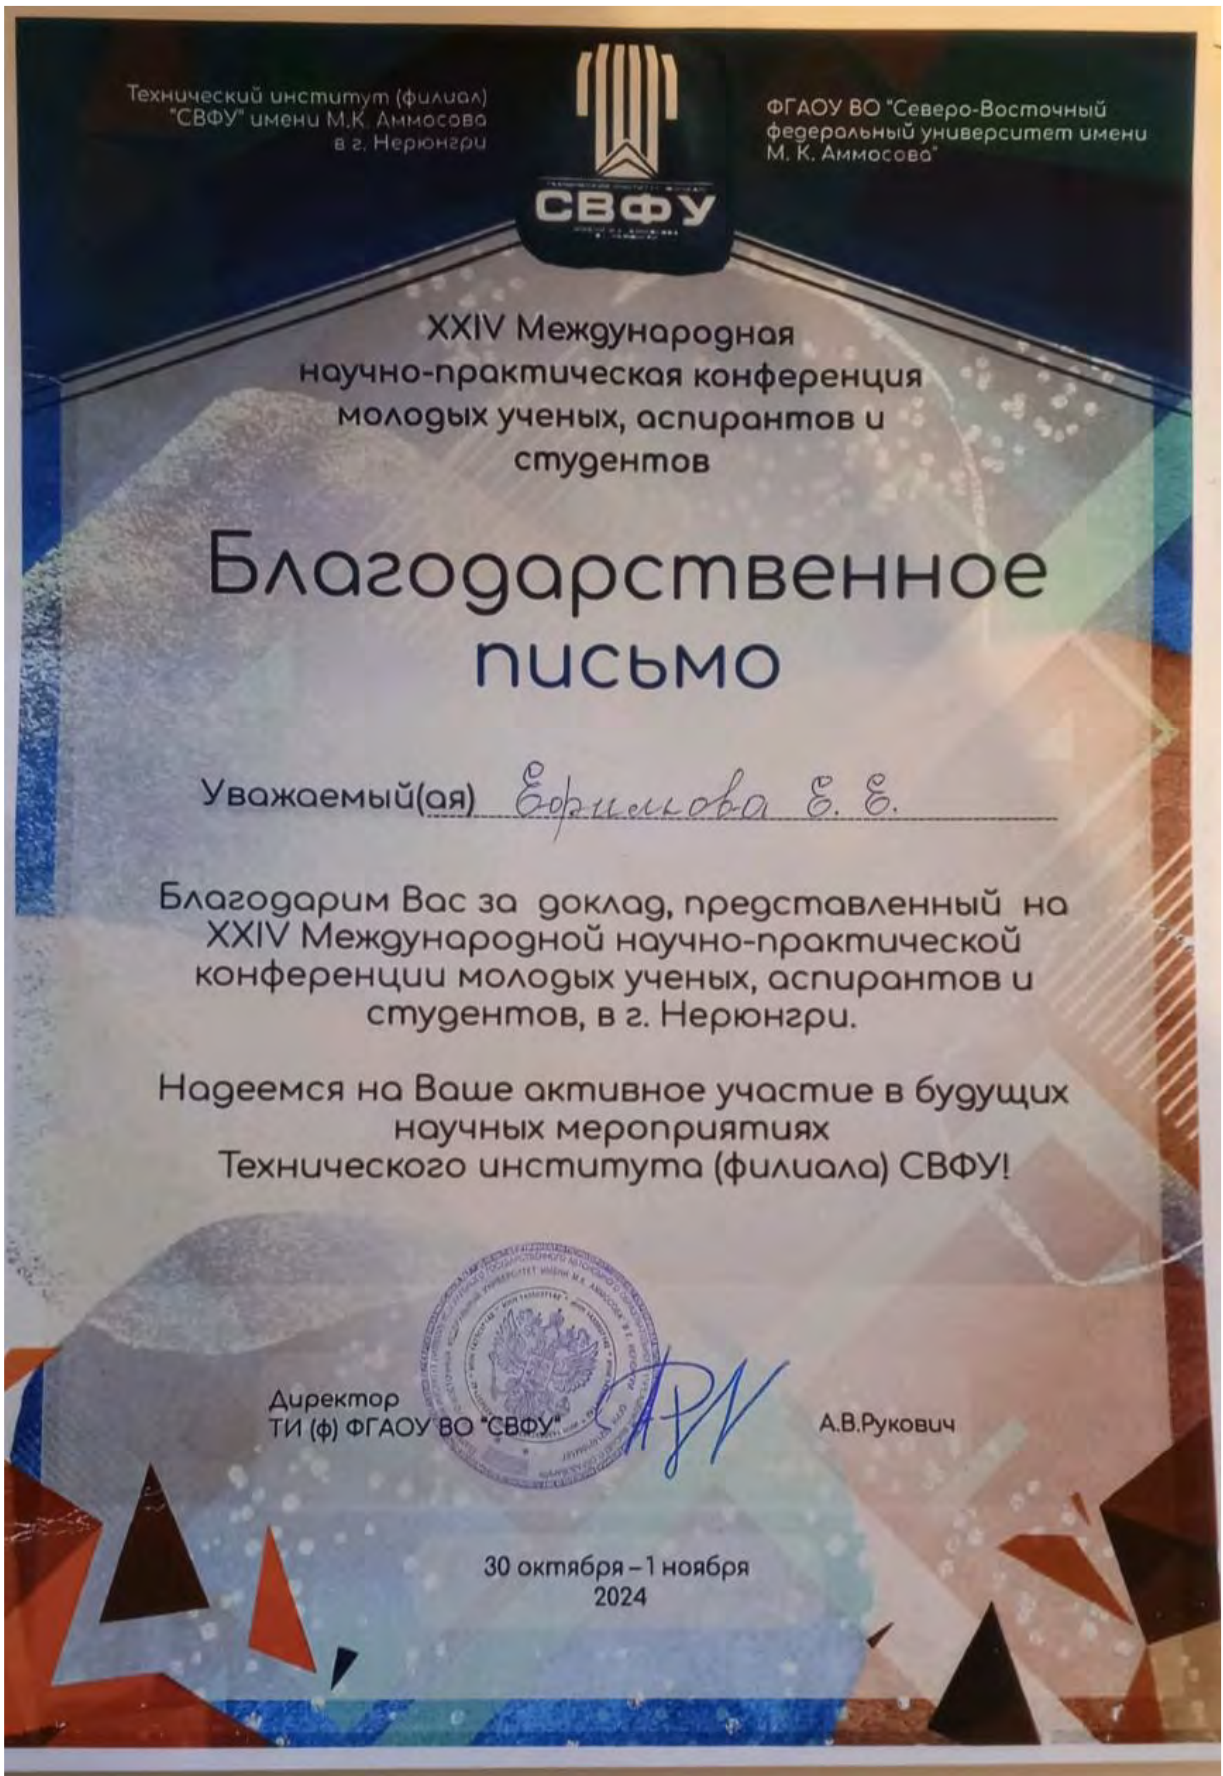 Технический институт (филиал)
"СВФУ" имени М.К. Аммосова
в г. Нерюнгри
ФГАОУ ВО "Северо-Восточный
федеральный университет имени
М. К. Аммосова"
СВФУ
XXIV Международная
научно-практическая конференция
молодых ученых, аспирантов и
студентов
Благодарственное
письмо
Уважаемый(ая) Ефимкова Е. Е.
Благодарим Вас за доклад, представленный на
XXIV Международной научно-практической
конференции молодых ученых, аспирантов и
студентов, в г. Нерюнгри.
Надеемся на Ваше активное участие в будущих
научных мероприятиях
Технического института (филиала) СВФУ!
Директор
ТИ (ф) ФГАОУ ВО "СВФУ"
А.В.Рукович
30 октября – 1 ноября
2024